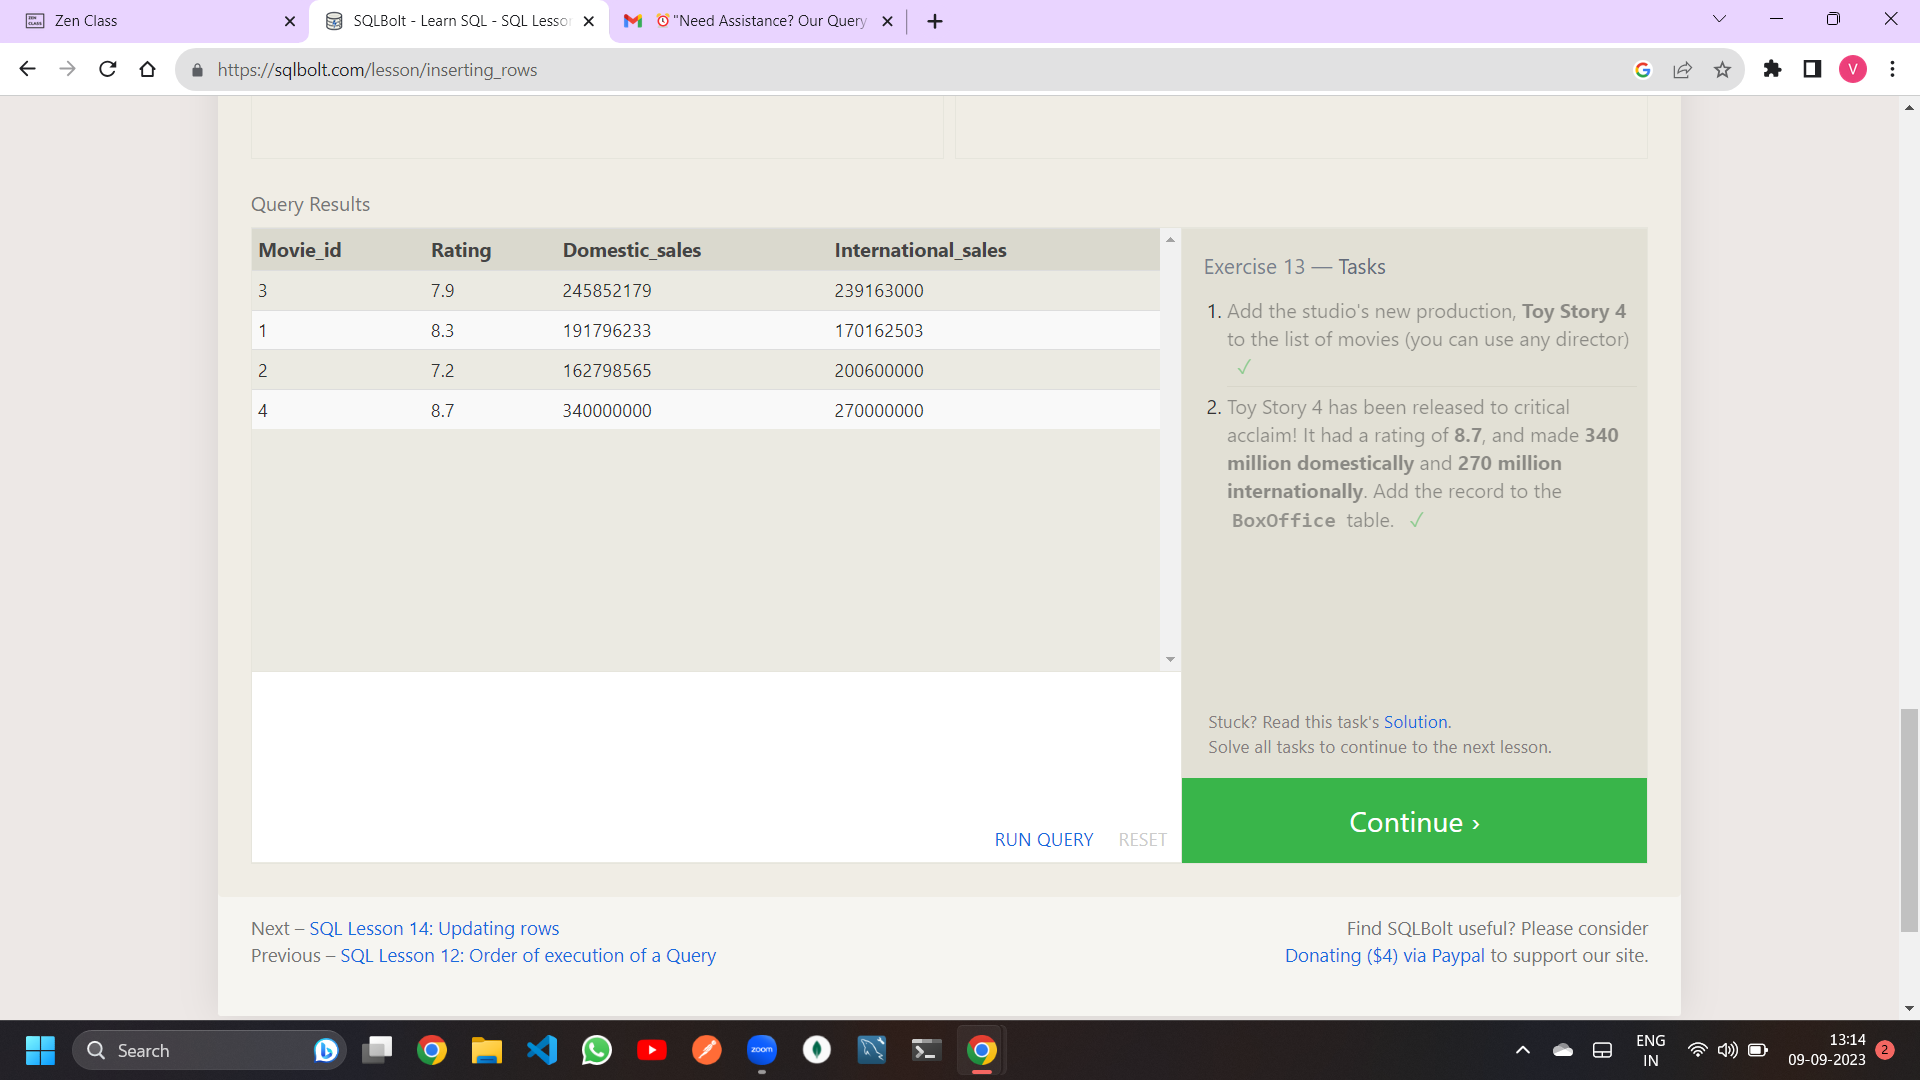 Zen Class
SQLBolt - Learn SQL - SQL Lesson
"Need Assistance? Our Query
https://sqlbolt.com/lesson/inserting_rows
V
Query Results
Movie_id Rating Domestic_sales International_sales
3 7.9 245852179 239163000
1 8.3 191796233 170162503
2 7.2 162798565 200600000
4 8.7 340000000 270000000
RUN QUERY RESET
Exercise 13 — Tasks
1. Add the studio's new production, Toy Story 4
to the list of movies (you can use any director)
✓
2. Toy Story 4 has been released to critical
acclaim! It had a rating of 8.7, and made 340
million domestically and 270 million
internationally. Add the record to the
BoxOffice table. ✓
Stuck? Read this task's Solution.
Solve all tasks to continue to the next lesson.
Continue ›
Next – SQL Lesson 14: Updating rows
Previous – SQL Lesson 12: Order of execution of a Query
Find SQLBolt useful? Please consider
Donating ($4) via Paypal to support our site.
Search
zoom
ENG
IN
13:14
09-09-2023
2